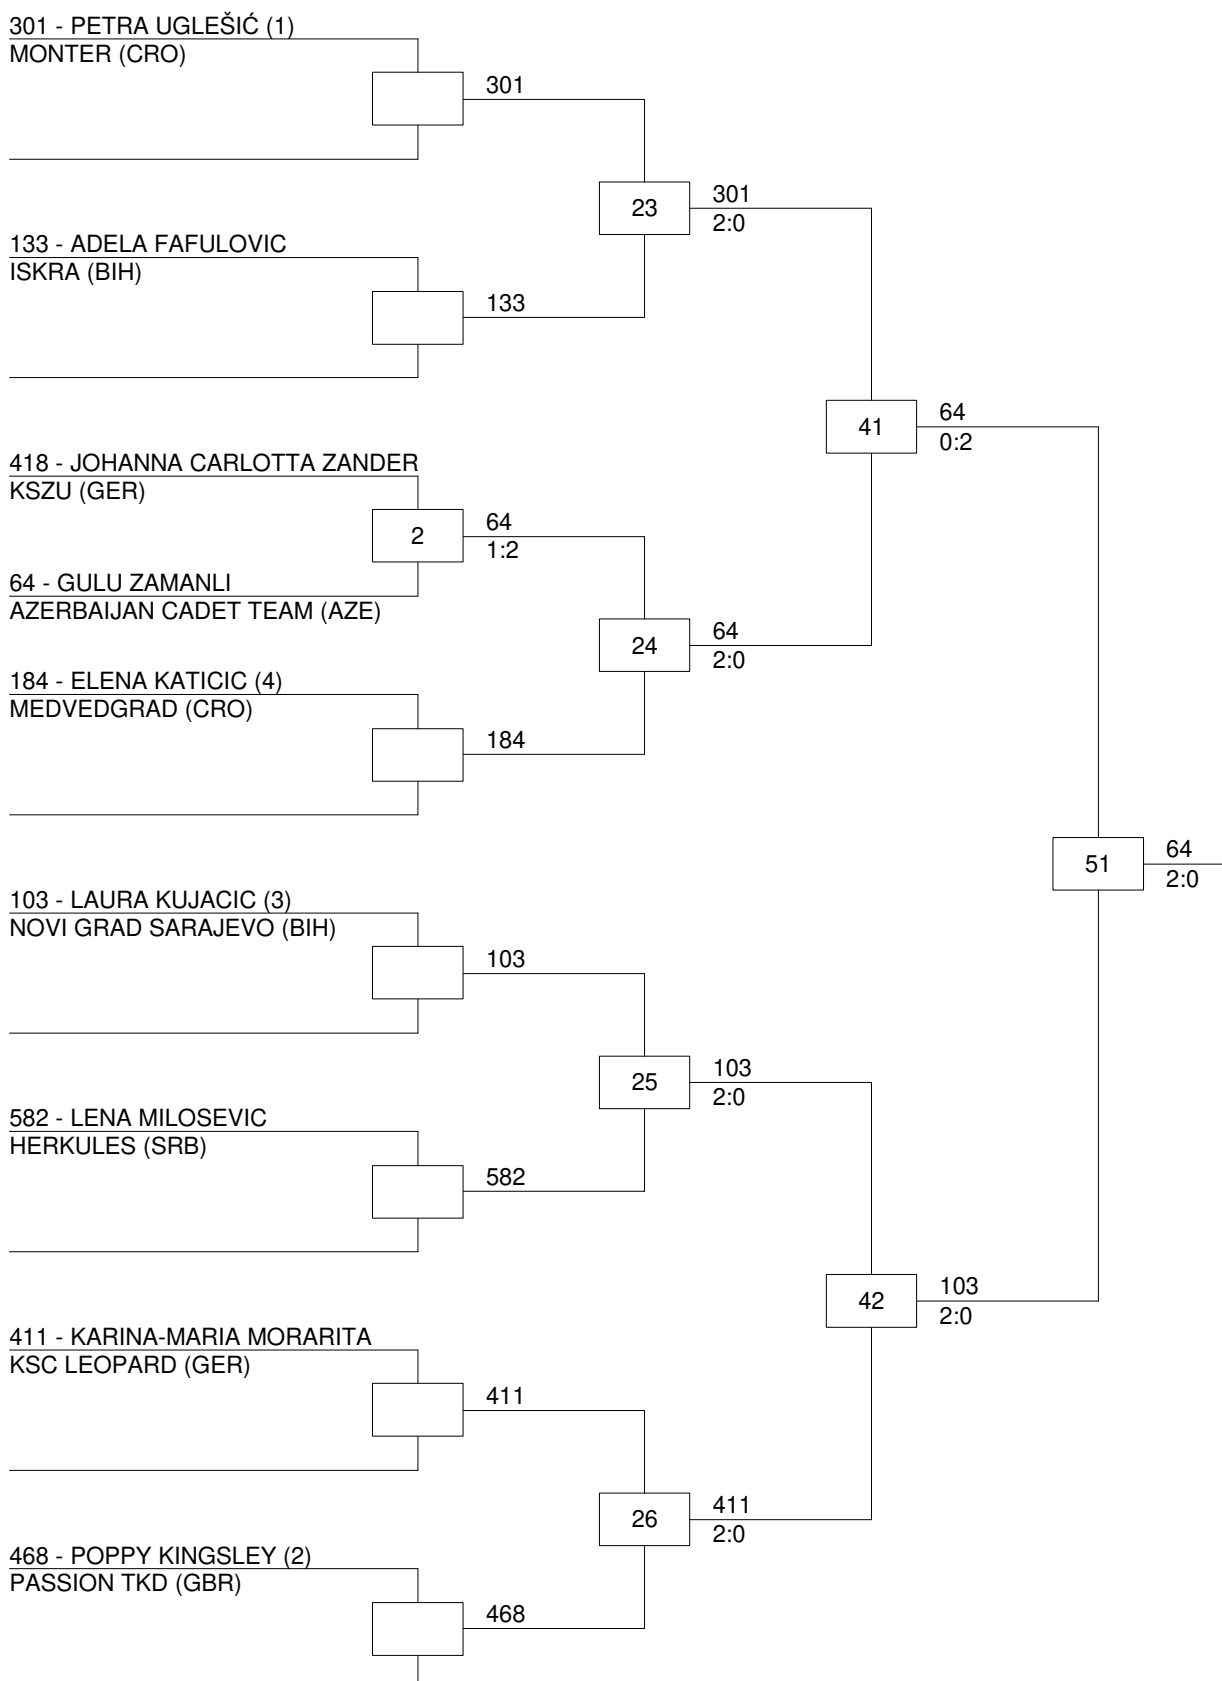 301 - PETRA UGLEŠIĆ (1)
MONTER (CRO)
301
23
301
2:0
133 - ADELA FAFULOVIC
ISKRA (BIH)
133
41
64
0:2
418 - JOHANNA CARLOTTA ZANDER
KSZU (GER)
2
64
1:2
64 - GULU ZAMANLI
AZERBAIJAN CADET TEAM (AZE)
24
64
2:0
184 - ELENA KATICIC (4)
MEDVEDGRAD (CRO)
184
51
64
2:0
103 - LAURA KUJACIC (3)
NOVI GRAD SARAJEVO (BIH)
103
25
103
2:0
582 - LENA MILOSEVIC
HERKULES (SRB)
582
42
103
2:0
411 - KARINA-MARIA MORARITA
KSC LEOPARD (GER)
411
26
411
2:0
468 - POPPY KINGSLEY (2)
PASSION TKD (GBR)
468